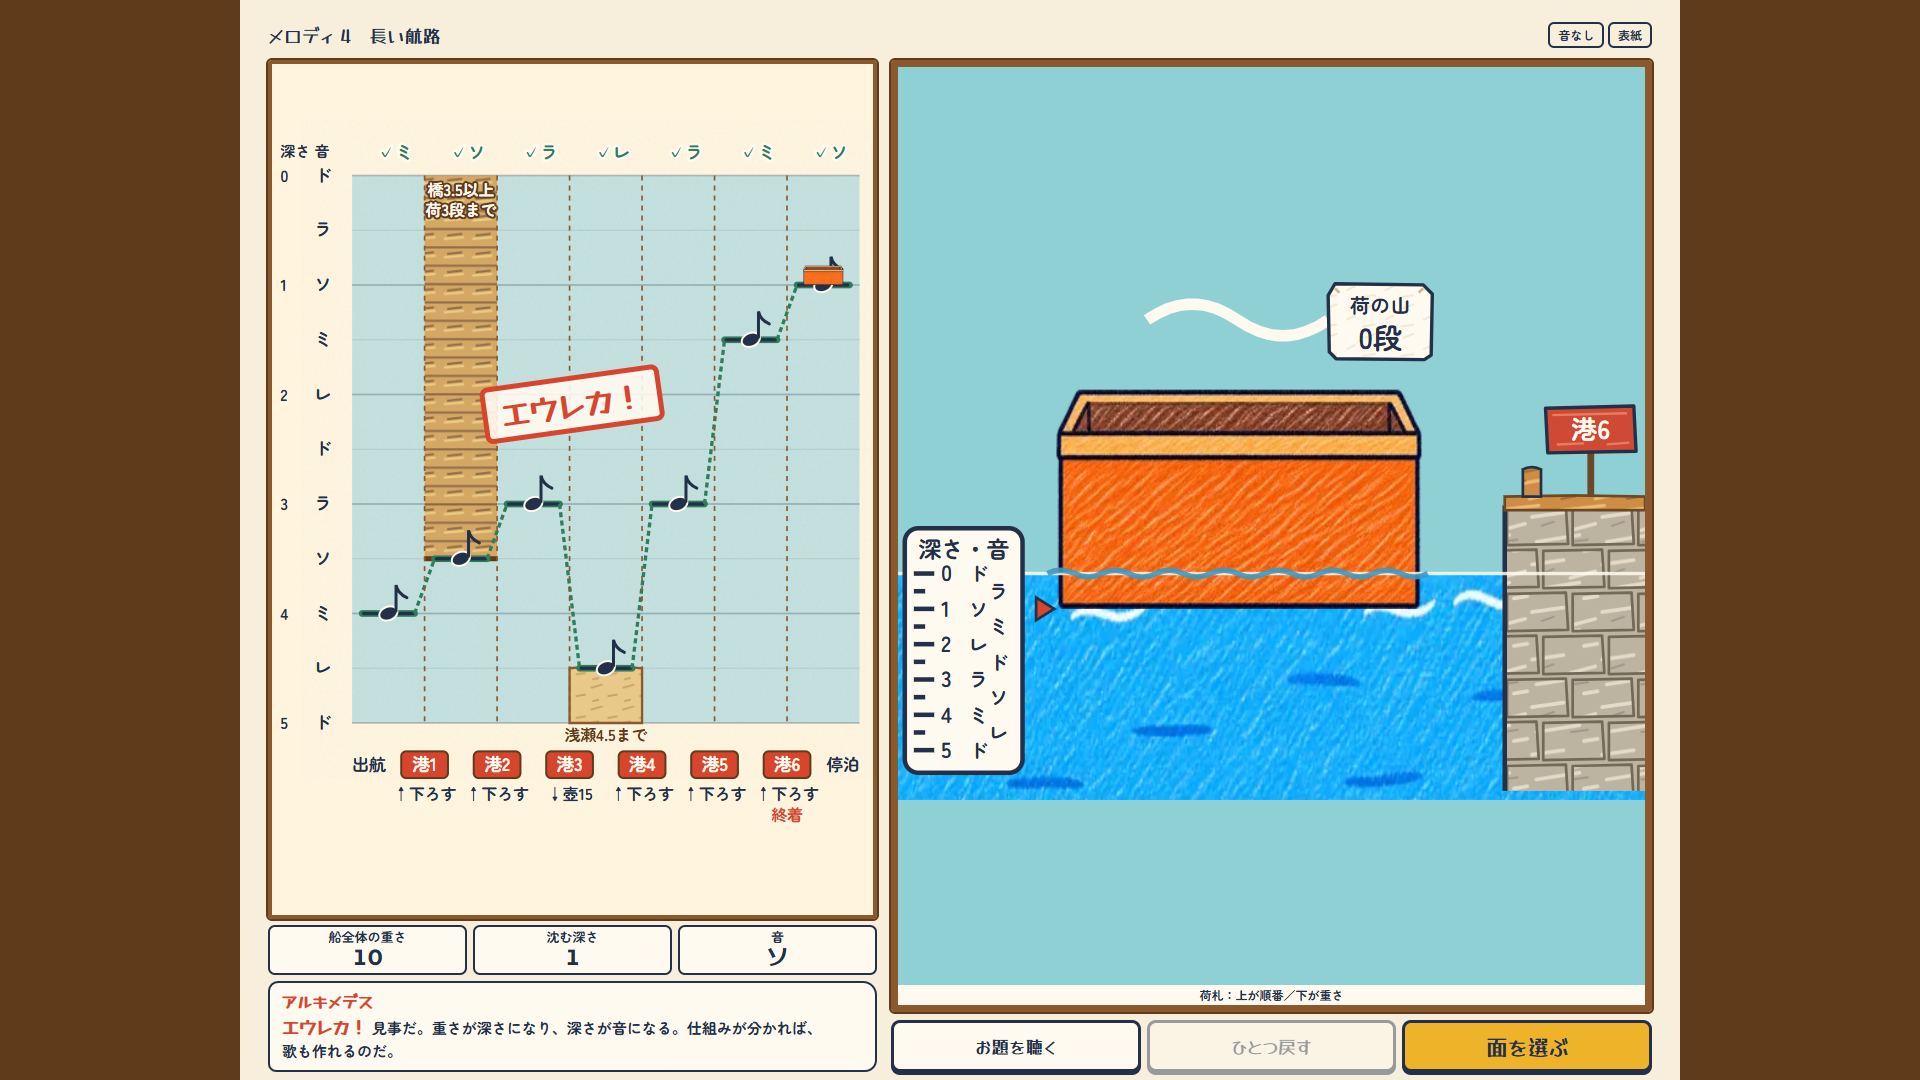 メロディ4 長い航路
音なし
表紙
深さ 音
✓ミ ✓ソ ✓ラ ✓レ ✓ラ ✓ミ ✓ソ
0 ド
橋3.5以上
荷3段まで
ラ
1 ソ
ミ
2 レ
エウレカ！
ド
3 ラ
ソ
4 ミ
レ
5 ド
浅瀬4.5まで
出航 港1 港2 港3 港4 港5 港6 停泊
↑下ろす ↑下ろす ↓壺15 ↑下ろす ↑下ろす ↑下ろす
終着
船全体の重さ
10
沈む深さ
1
音
ソ
アルキメデス
エウレカ！ 見事だ。重さが深さになり、深さが音になる。仕組みが分かれば、
歌も作れるのだ。
荷の山
0段
港6
深さ・音
0 ド
ラ
1 ソ
ミ
2 レ
ド
3 ラ
ソ
4 ミ
レ
5 ド
荷札：上が順番／下が重さ
お題を聴く
ひとつ戻す
面を選ぶ